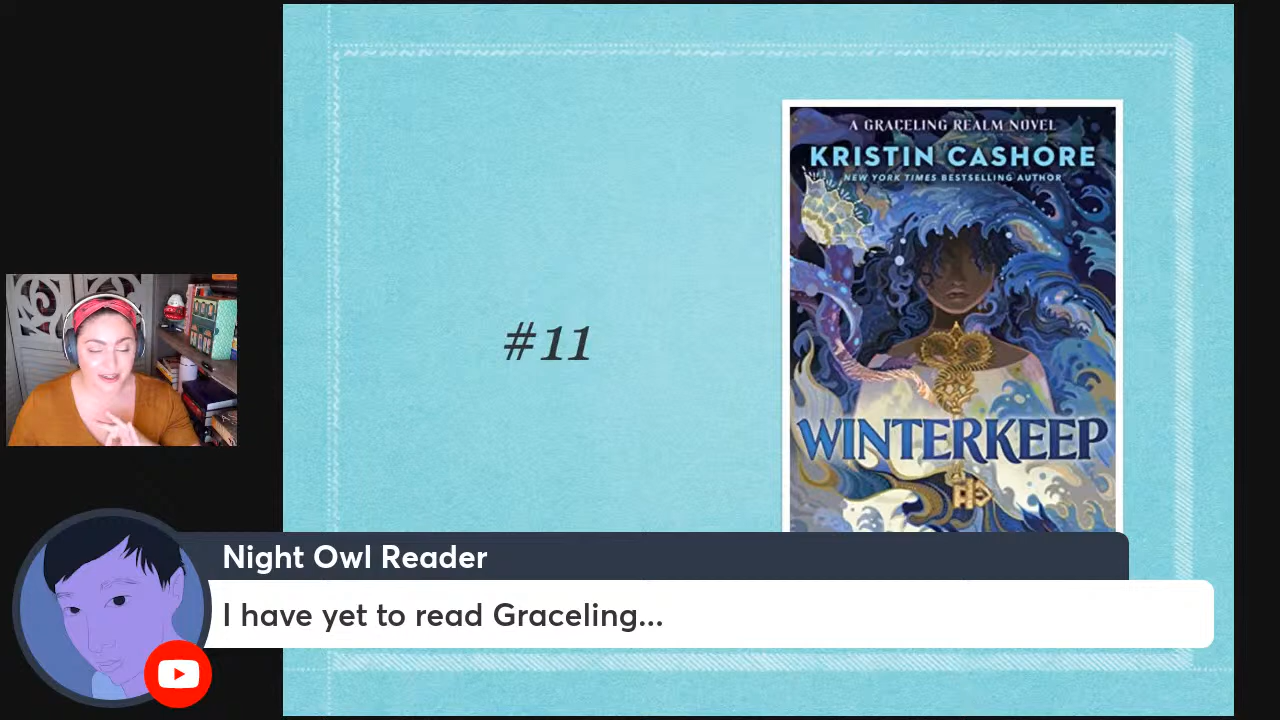 #11
A GRACELING REALM NOVEL
KRISTIN CASHORE
NEW YORK TIMES BESTSELLING AUTHOR
WINTERKEEP
Night Owl Reader
I have yet to read Graceling...